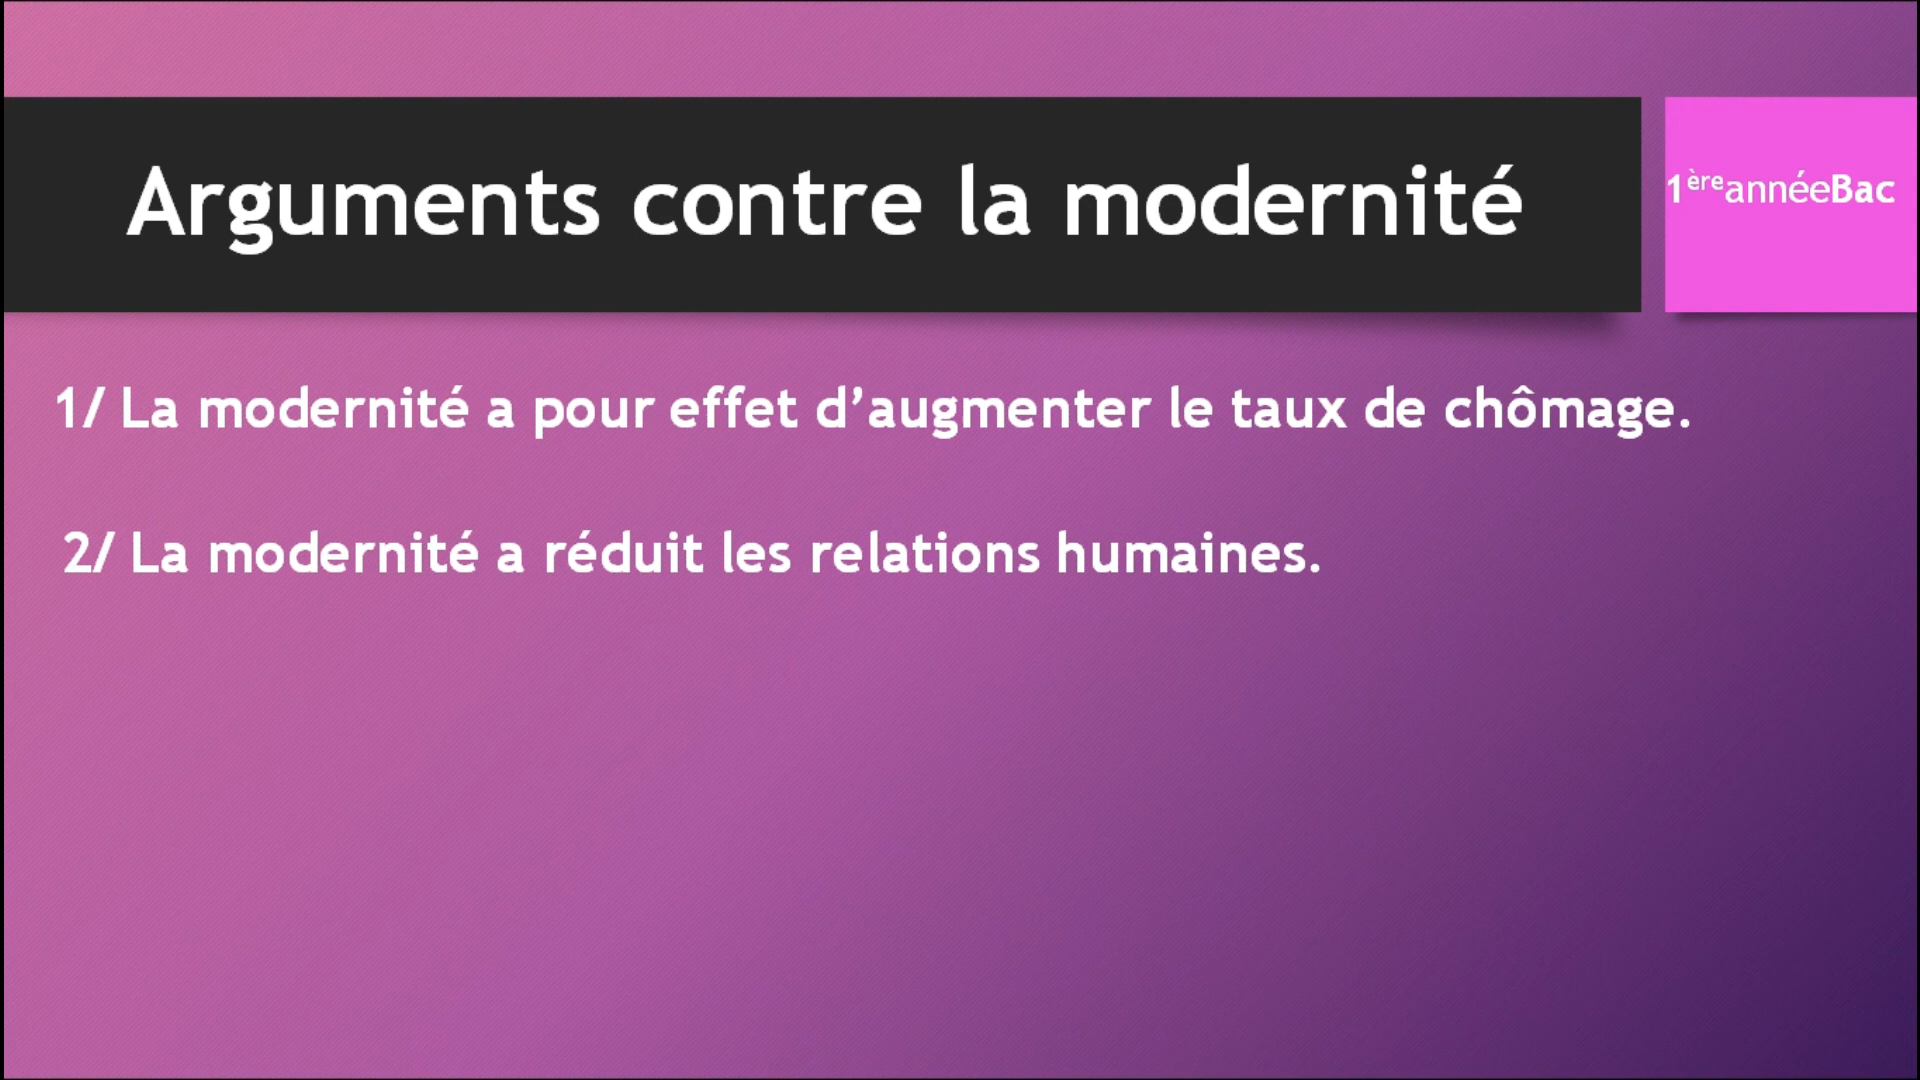 Arguments contre la modernité
1èreannéeBac
1/ La modernité a pour effet d’augmenter le taux de chômage.
2/ La modernité a réduit les relations humaines.